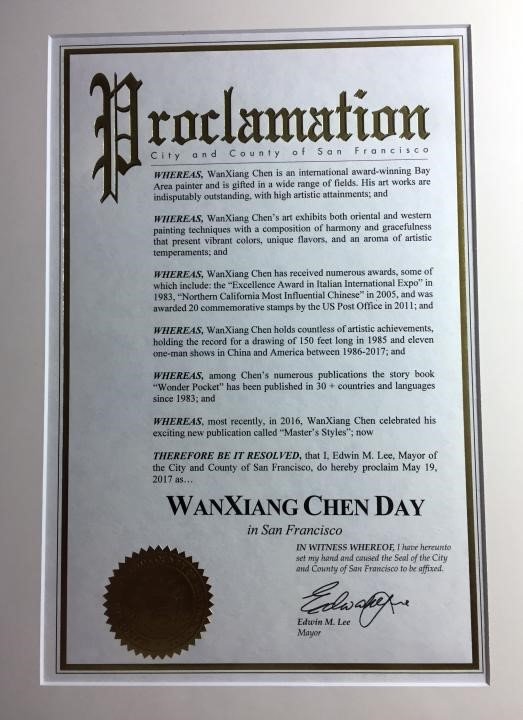 Proclamation
City and County of San Francisco
WHEREAS, WanXiang Chen is an international award-winning Bay
Area painter and is gifted in a wide range of fields. His art works are
indisputably outstanding, with high artistic attainments; and
WHEREAS, WanXiang Chen's art exhibits both oriental and western
painting techniques with a composition of harmony and gracefulness
that present vibrant colors, unique flavors, and an aroma of artistic
temperaments; and
WHEREAS, WanXiang Chen has received numerous awards, some of
which include: the “Excellence Award in Italian International Expo” in
1983, “Northern California Most Influential Chinese” in 2005, and was
awarded 20 commemorative stamps by the US Post Office in 2011; and
WHEREAS, WanXiang Chen holds countless of artistic achievements,
holding the record for a drawing of 150 feet long in 1985 and eleven
one-man shows in China and America between 1986-2017; and
WHEREAS, among Chen's numerous publications the story book
“Wonder Pocket” has been published in 30 + countries and languages
since 1983; and
WHEREAS, most recently, in 2016, WanXiang Chen celebrated his
exciting new publication called “Master's Styles”; now
THEREFORE BE IT RESOLVED, that I, Edwin M. Lee, Mayor of
the City and County of San Francisco, do hereby proclaim May 19,
2017 as…
WANXIANG CHEN DAY
in San Francisco
IN WITNESS WHEREOF, I have hereunto
set my hand and caused the Seal of the City
and County of San Francisco to be affixed.
Edwin M. Lee
Mayor